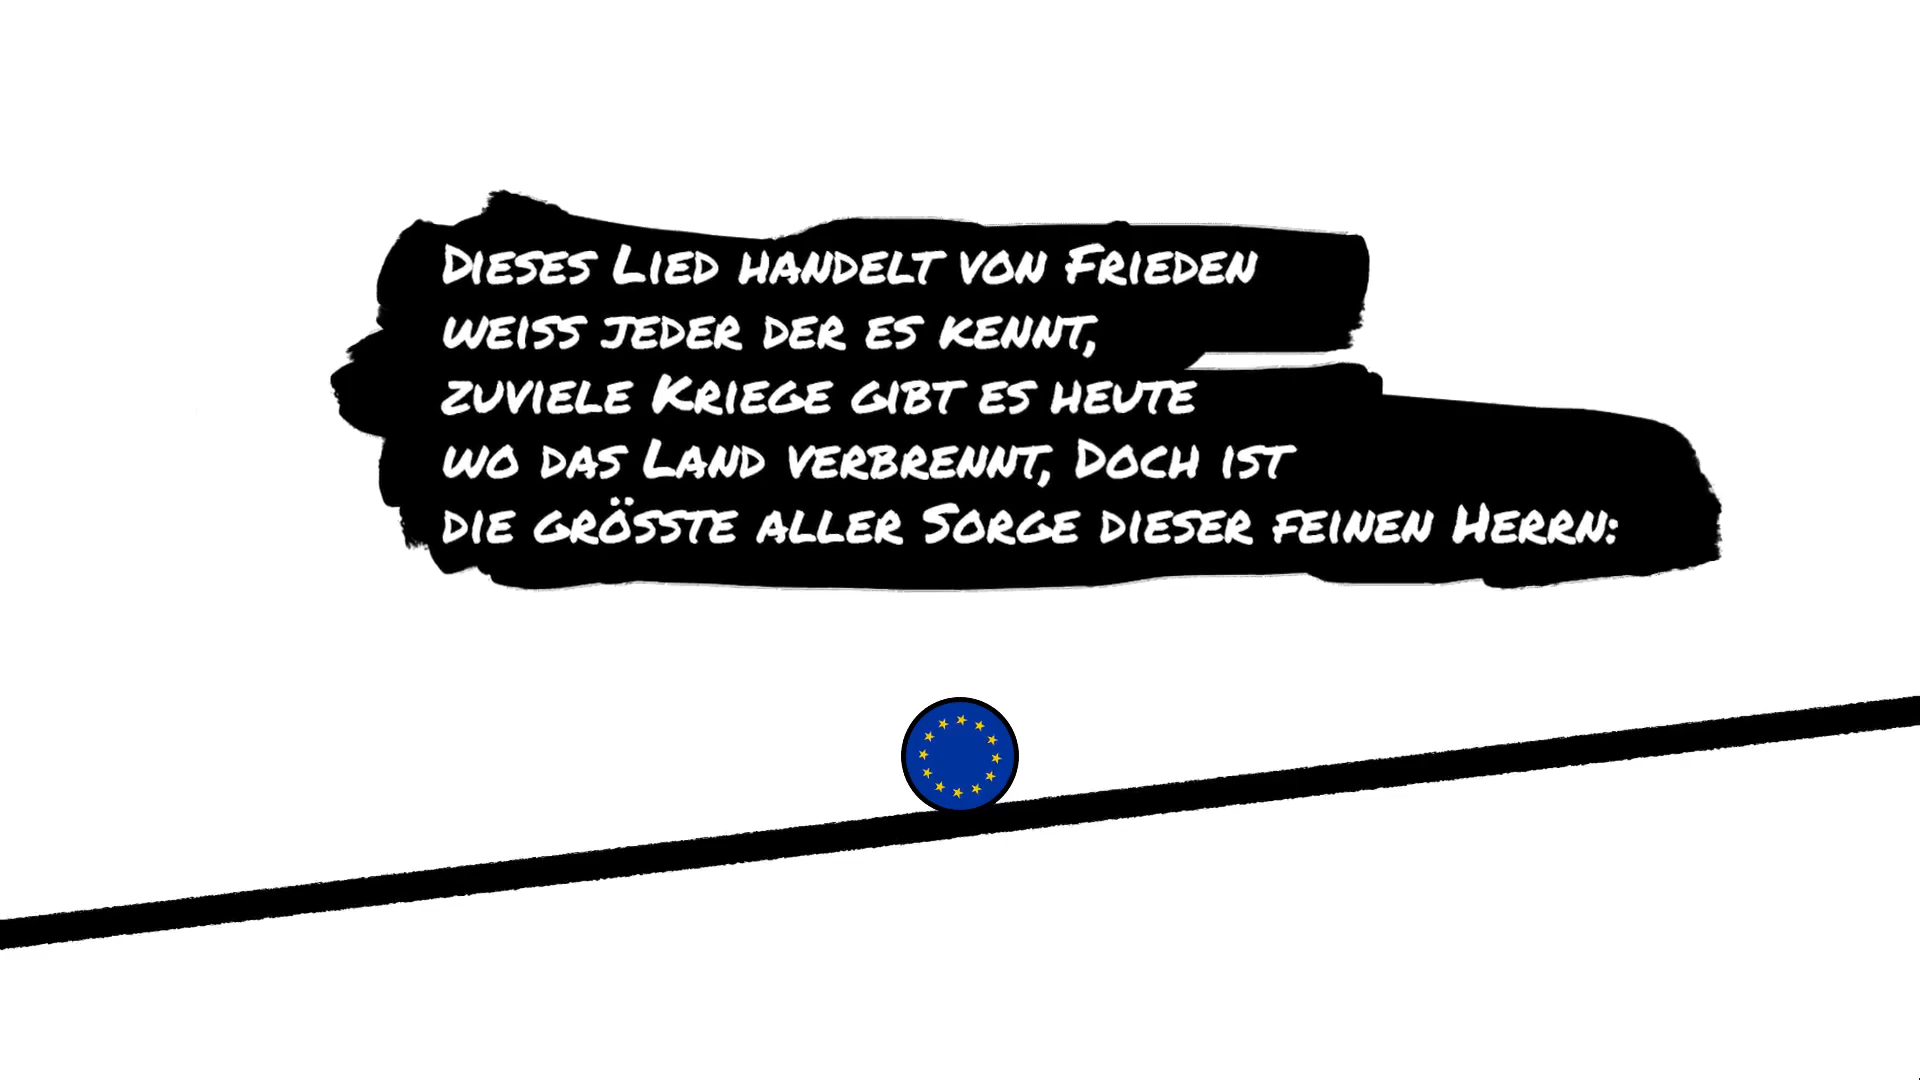 Dieses Lied handelt von Frieden
weiss jeder der es kennt,
zuviele Kriege gibt es heute
wo das Land verbrennt, Doch ist
die grösste aller Sorge dieser feinen Herrn: